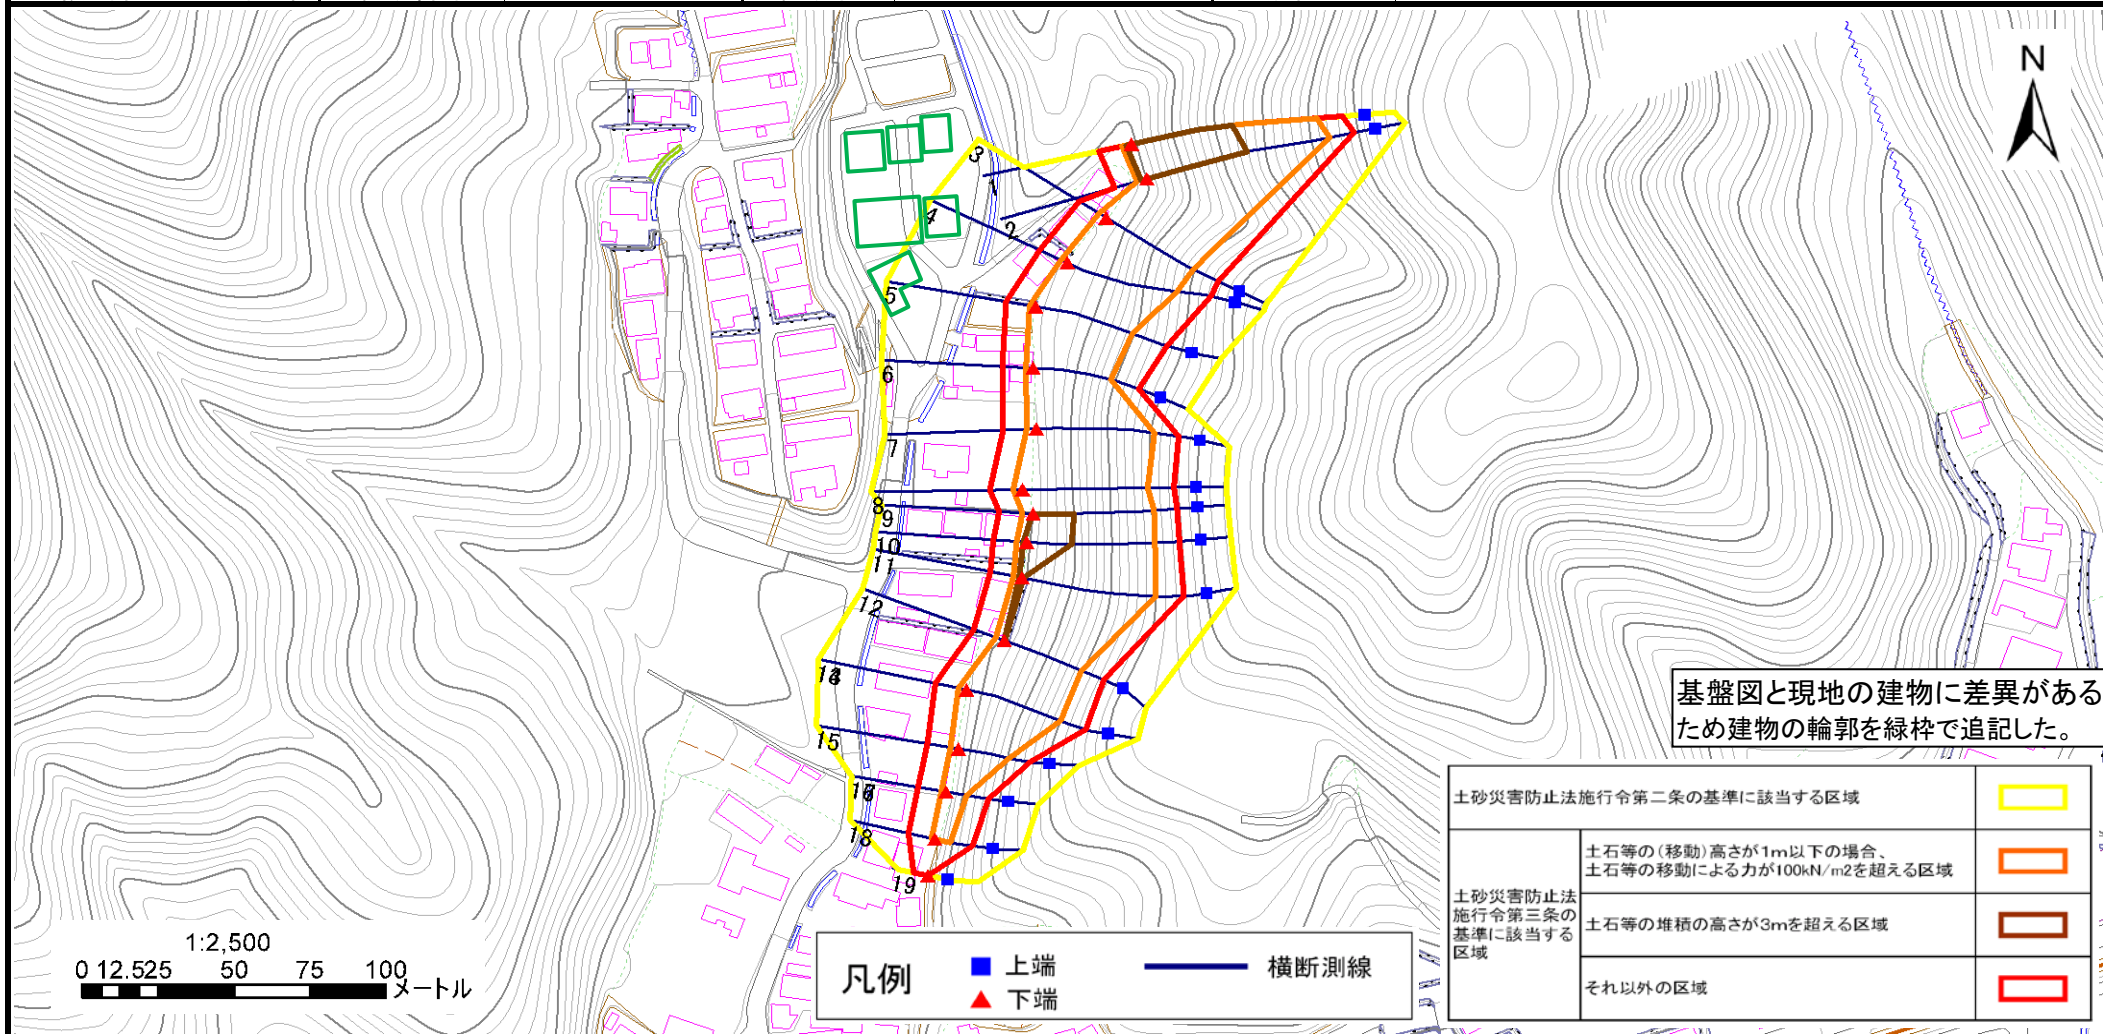 N
3
1
4
2
5
6
7
8
9
10
11
12
15
18
19
基盤図と現地の建物に差異がある
ため建物の輪郭を緑枠で追記した。
土砂災害防止法施行令第二条の基準に該当する区域
土砂災害防止法
施行令第三条の
基準に該当する
区域
土石等の(移動)高さが1m以下の場合、
土石等の移動による力が100kN/m2を超える区域
土石等の堆積の高さが3mを超える区域
それ以外の区域
1:2,500
0 12.525 50 75 100
メートル
凡例
上端
下端
横断測線